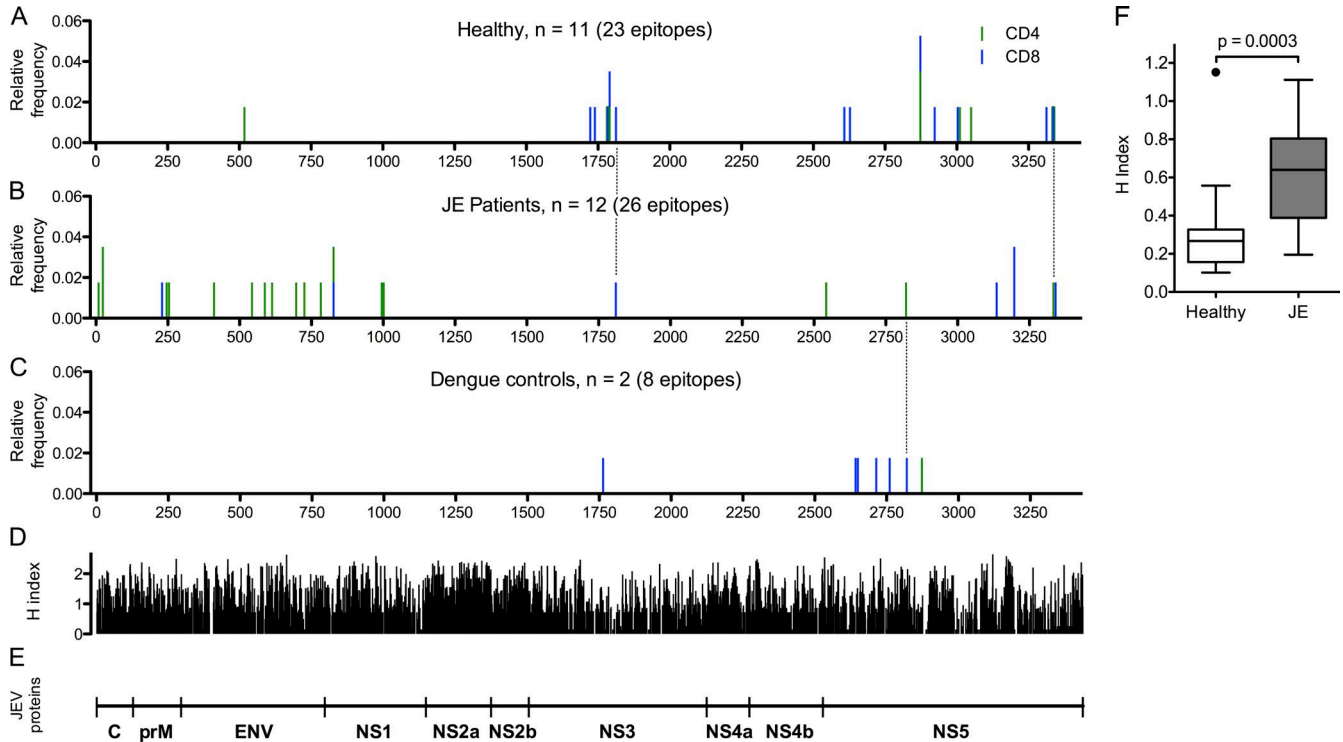 A
Healthy, n = 11 (23 epitopes)
CD4
CD8
Relative
frequency
0.06
0.04
0.02
0.00
0 250 500 750 1000 1250 1500 1750 2000 2250 2500 2750 3000 3250
B
JE Patients, n = 12 (26 epitopes)
Relative
frequency
0.06
0.04
0.02
0.00
0 250 500 750 1000 1250 1500 1750 2000 2250 2500 2750 3000 3250
C
Dengue controls, n = 2 (8 epitopes)
Relative
frequency
0.06
0.04
0.02
0.00
0 250 500 750 1000 1250 1500 1750 2000 2250 2500 2750 3000 3250
D
H index
2
1
0
E
JEV
proteins
C prM ENV NS1 NS2a NS2b NS3 NS4a NS4b NS5
F
p = 0.0003
H Index
1.2
1.0
0.8
0.6
0.4
0.2
0.0
Healthy JE